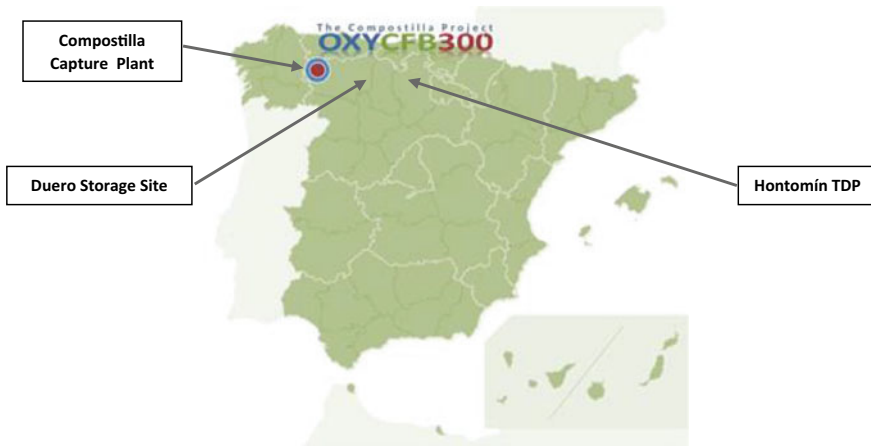 The Compostilla Project
OXYCFB300
Compostilla
Capture Plant
Duero Storage Site
Hontomín TDP